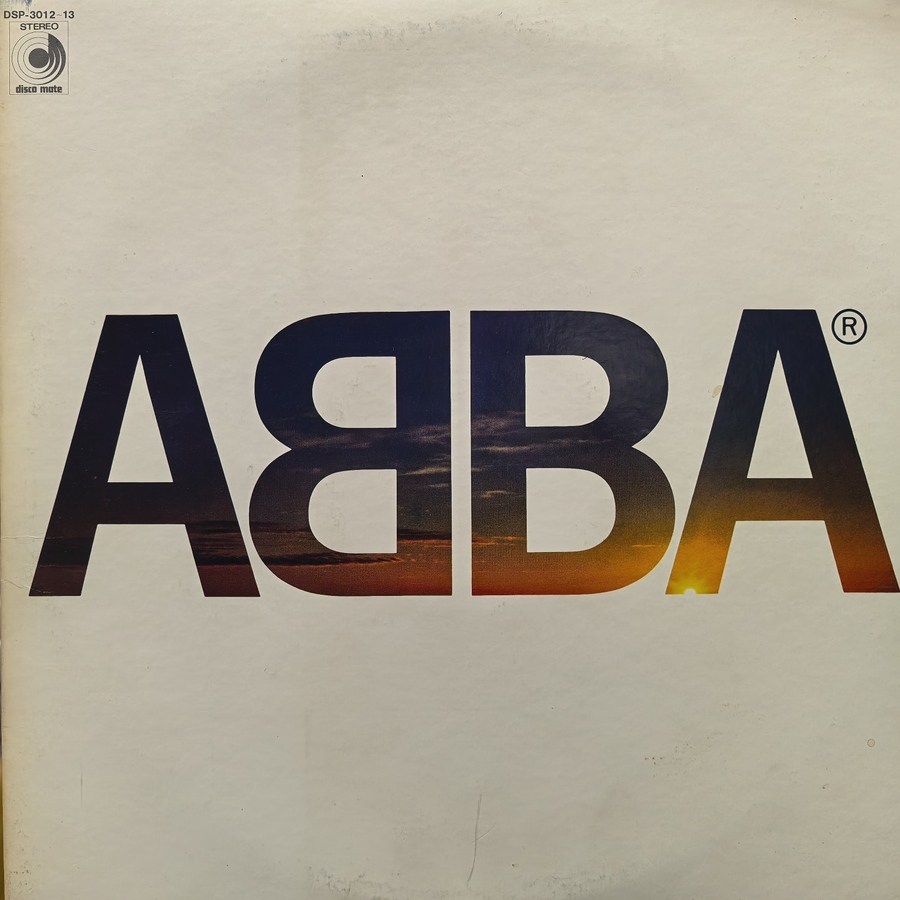 DSP-3012-13
STEREO
disco mate
ABBA®